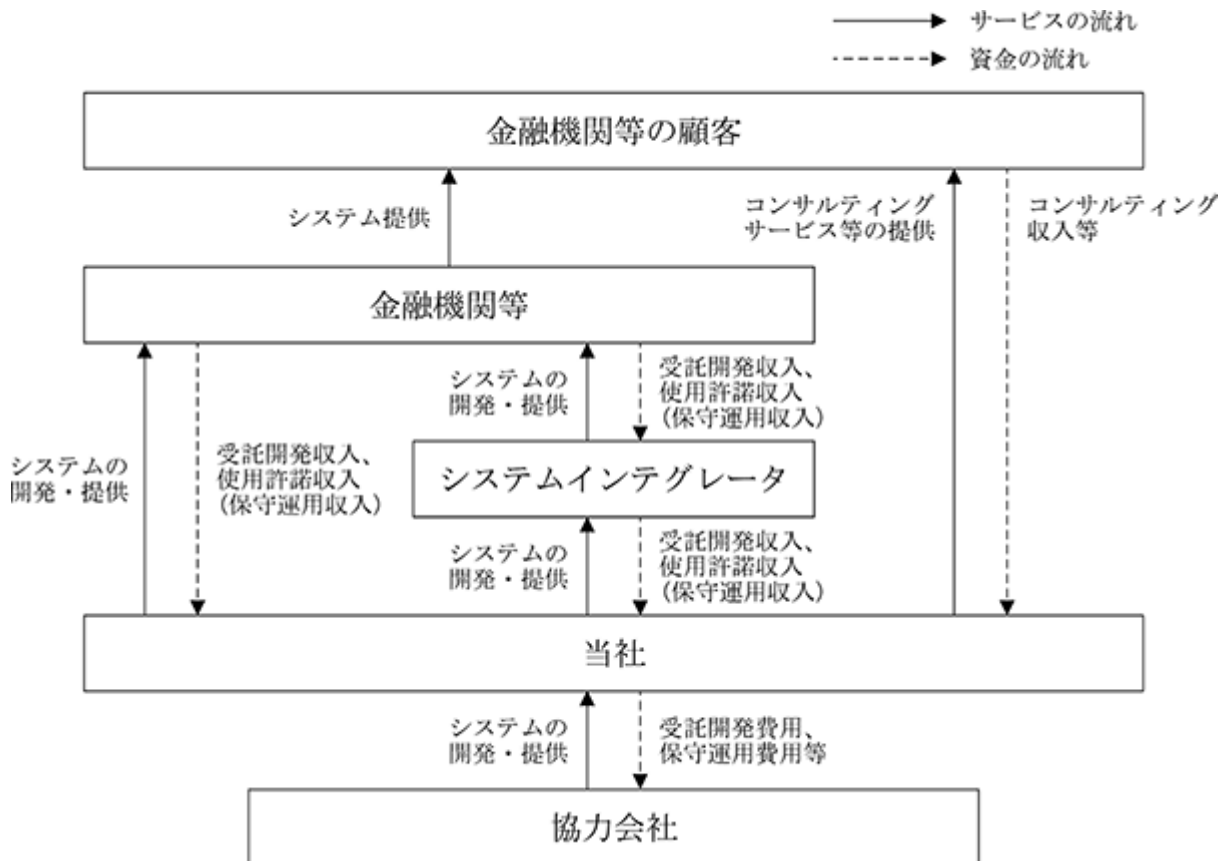 サービスの流れ
資金の流れ
金融機関等の顧客
システム提供
コンサルティング
サービス等の提供
コンサルティング
収入等
金融機関等
システムの
開発・提供
受託開発収入、
使用許諾収入
(保守運用収入)
システムの
開発・提供
受託開発収入、
使用許諾収入
(保守運用収入)
システムインテグレータ
システムの
開発・提供
受託開発収入、
使用許諾収入
(保守運用収入)
当社
システムの
開発・提供
受託開発費用、
保守運用費用等
協力会社